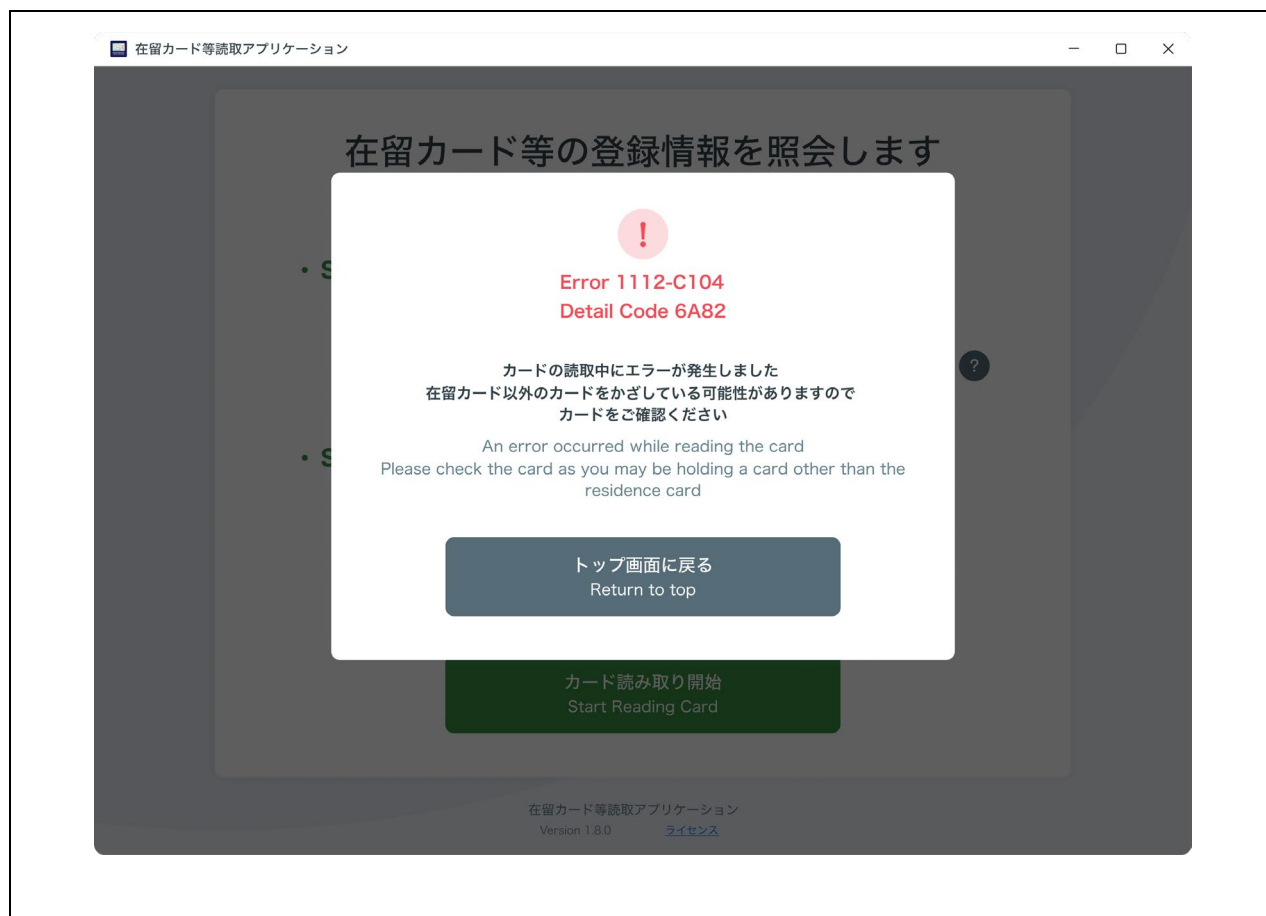 在留カード等読取アプリケーション
在留カード等の登録情報を照会します
!
Error 1112-C104
Detail Code 6A82
• S
?
カードの読取中にエラーが発生しました
在留カード以外のカードをかざしている可能性がありますので
カードをご確認ください
An error occurred while reading the card
Please check the card as you may be holding a card other than the
residence card
• S
トップ画面に戻る
Return to top
カード読み取り開始
Start Reading Card
在留カード等読取アプリケーション
Version 1.8.0 ライセンス